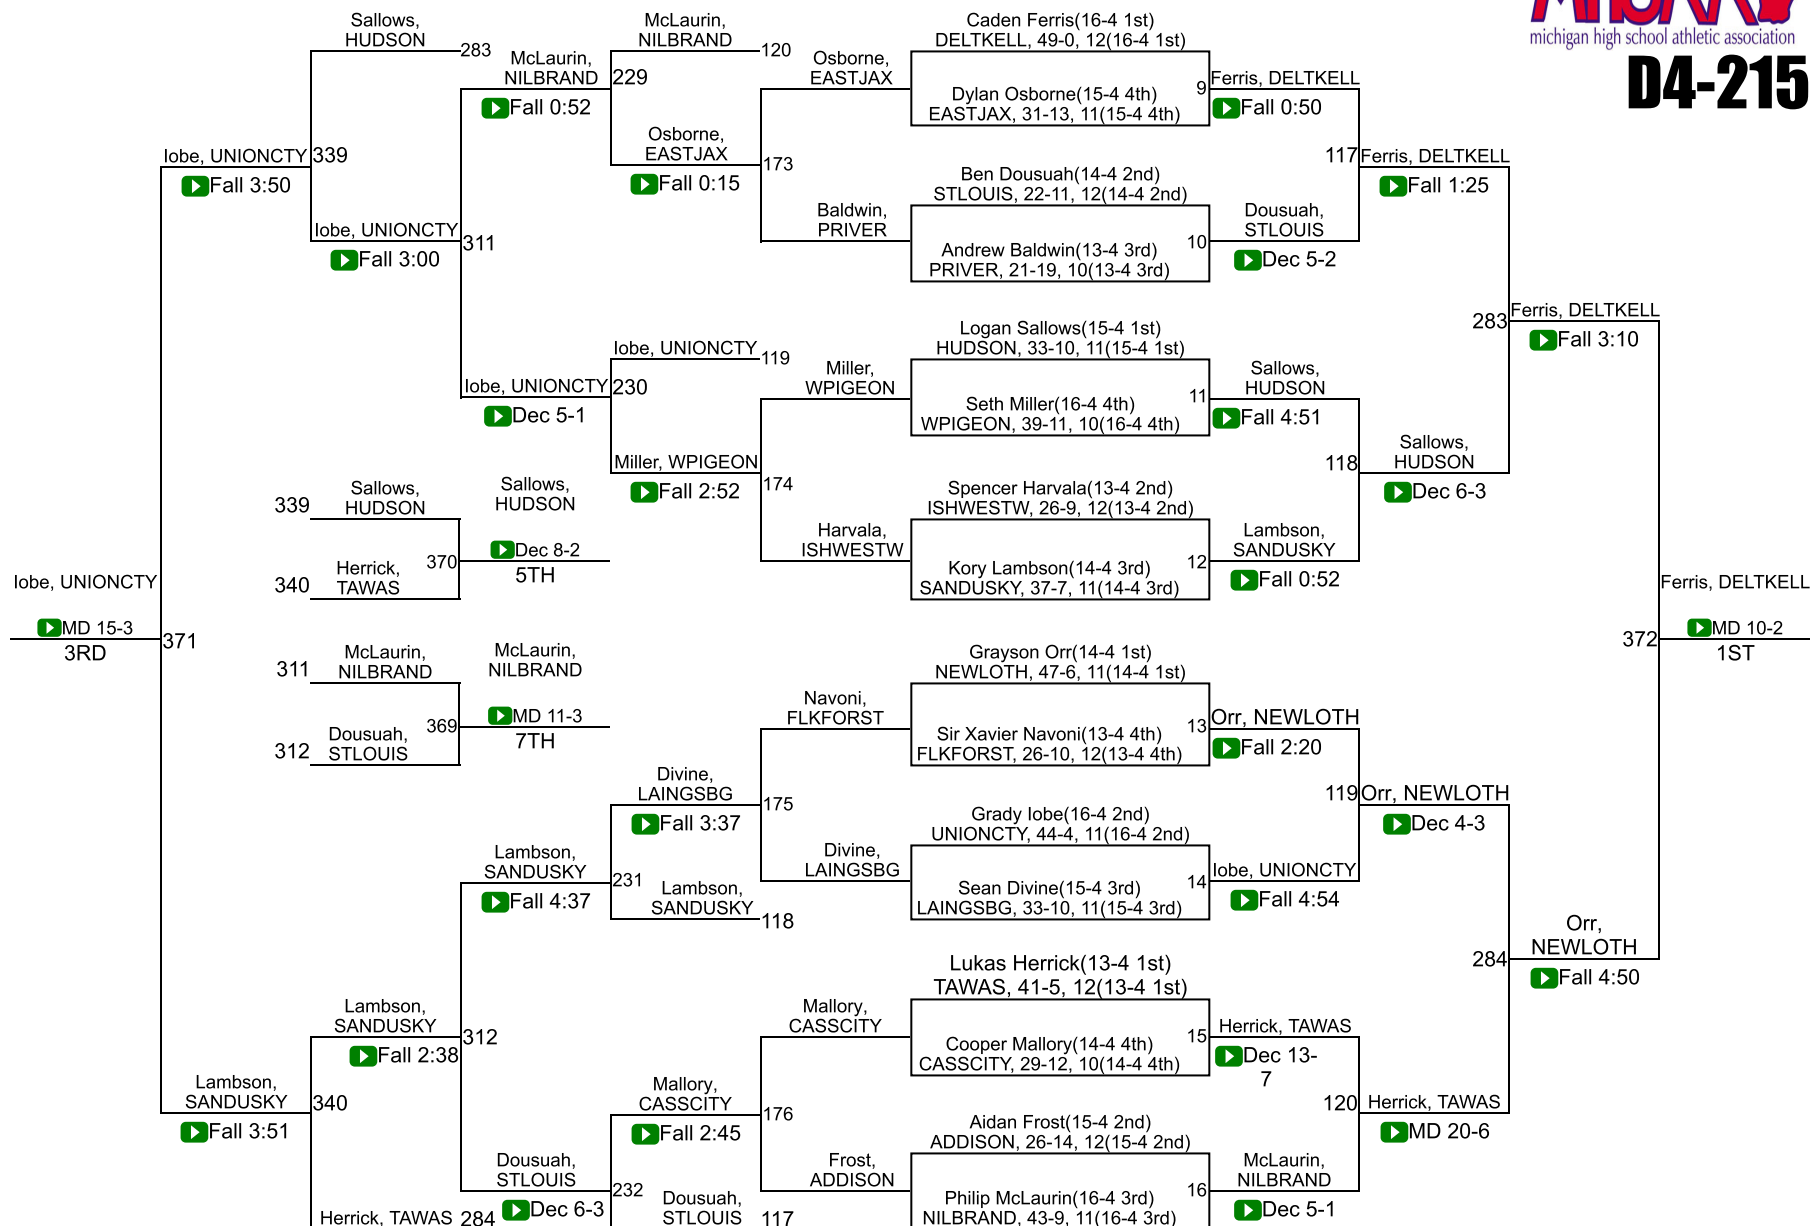 michigan high school athletic association
D4-215
Sallows,
HUDSON
283
McLaurin,
NILBRAND
229
Fall 0:52
McLaurin,
NILBRAND
120
Osborne,
EASTJAX
Fall 0:15
173
Osborne,
EASTJAX
Baldwin,
PRIVER
Iobe, UNIONCTY
339
Fall 3:50
Iobe, UNIONCTY
311
Fall 3:00
Caden Ferris(16-4 1st)
DELTKELL, 49-0, 12(16-4 1st)
Dylan Osborne(15-4 4th)
EASTJAX, 31-13, 11(15-4 4th)
9
Ferris, DELTKELL
Fall 0:50
Ben Dousuah(14-4 2nd)
STLOUIS, 22-11, 12(14-4 2nd)
Andrew Baldwin(13-4 3rd)
PRIVER, 21-19, 10(13-4 3rd)
10
Dousuah,
STLOUIS
Dec 5-2
117
Ferris, DELTKELL
Fall 1:25
Iobe, UNIONCTY
119
Iobe, UNIONCTY
230
Dec 5-1
Miller, WPIGEON
Fall 2:52
174
Miller,
WPIGEON
Harvala,
ISHWESTW
Logan Sallows(15-4 1st)
HUDSON, 33-10, 11(15-4 1st)
Seth Miller(16-4 4th)
WPIGEON, 39-11, 10(16-4 4th)
11
Sallows,
HUDSON
Fall 4:51
Spencer Harvala(13-4 2nd)
ISHWESTW, 26-9, 12(13-4 2nd)
Kory Lambson(14-4 3rd)
SANDUSKY, 37-7, 11(14-4 3rd)
12
Lambson,
SANDUSKY
Fall 0:52
118
Sallows,
HUDSON
Dec 6-3
283
Ferris, DELTKELL
Fall 3:10
339
Sallows,
HUDSON
340
Herrick,
TAWAS
370
Sallows,
HUDSON
Dec 8-2
5TH
311
McLaurin,
NILBRAND
312
Dousuah,
STLOUIS
369
McLaurin,
NILBRAND
MD 11-3
7TH
Iobe, UNIONCTY
MD 15-3
3RD
371
Ferris, DELTKELL
372
MD 10-2
1ST
Grayson Orr(14-4 1st)
NEWLOTH, 47-6, 11(14-4 1st)
Sir Xavier Navoni(13-4 4th)
FLKFORST, 26-10, 12(13-4 4th)
13
Orr, NEWLOTH
Fall 2:20
Navoni,
FLKFORST
Divine,
LAINGSBG
175
Fall 3:37
Divine,
LAINGSBG
Grady Iobe(16-4 2nd)
UNIONCTY, 44-4, 11(16-4 2nd)
Sean Divine(15-4 3rd)
LAINGSBG, 33-10, 11(15-4 3rd)
14
Iobe, UNIONCTY
Fall 4:54
119
Orr, NEWLOTH
Dec 4-3
Lambson,
SANDUSKY
231
Fall 4:37
Lambson,
SANDUSKY
118
284
Orr,
NEWLOTH
Fall 4:50
Lukas Herrick(13-4 1st)
TAWAS, 41-5, 12(13-4 1st)
Cooper Mallory(14-4 4th)
CASSCITY, 29-12, 10(14-4 4th)
15
Herrick, TAWAS
Dec 13-
7
Mallory,
CASSCITY
Lambson,
SANDUSKY
312
Fall 2:38
Lambson,
SANDUSKY
340
Fall 3:51
Mallory,
CASSCITY
176
Fall 2:45
Frost,
ADDISON
Aidan Frost(15-4 2nd)
ADDISON, 26-14, 12(15-4 2nd)
Philip McLaurin(16-4 3rd)
NILBRAND, 43-9, 11(16-4 3rd)
16
McLaurin,
NILBRAND
Dec 5-1
120
Herrick, TAWAS
MD 20-6
Dousuah,
STLOUIS
232
Dec 6-3
Dousuah,
STLOUIS
117
Herrick, TAWAS
284